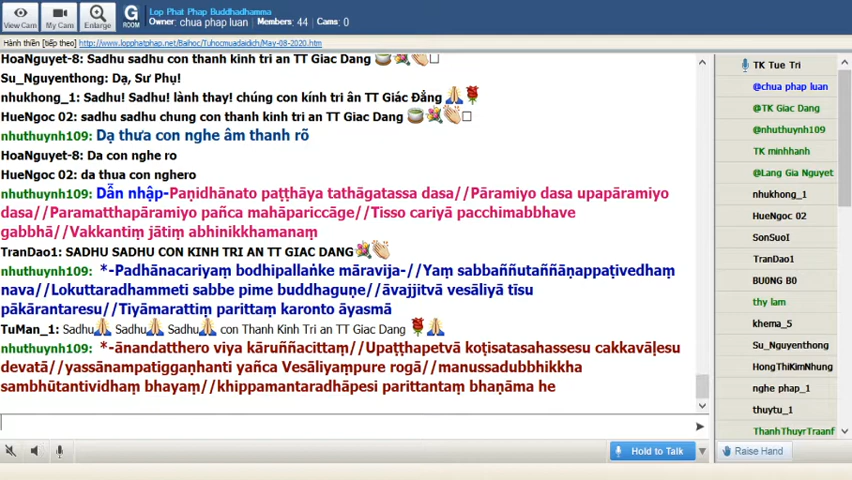 Lop Phat Phap Buddhadhamma
Owner: chua phap luan Members: 44 Cams: 0
View Cam
My Cam
Enlarge
G
ROOM
Hành thiền [tiếp theo] http://www.lopphatphap.net/Baihoc/Tuhocmuadaidich/May-08-2020.htm
HoaNguyet-8: Sadhu sadhu con thanh kinh tri an TT Giac Dang
Su_Nguyenthong: Dạ, Sư Phụ!
nhukhong_1: Sadhu! Sadhu! lành thay! chúng con kính tri ân TT Giác Đẳng
HueNgoc 02: sadhu sadhu chung con thanh kinh tri an TT Giac Dang
nhuthuynh109: Dạ thưa con nghe âm thanh rõ
HoaNguyet-8: Da con nghe ro
HueNgoc 02: da thua con nghero
nhuthuynh109: Dẫn nhập-Paṇidhānato paṭṭhāya tathāgatassa dasa//Pāramiyo dasa upapāramiyo
dasa//Paramatthapāramiyo pañca mahāpariccāge//Tisso cariyā pacchimabbhave
gabbhā//Vakkantiṃ jātiṃ abhinikkhamanaṃ
TranDao1: SADHU SADHU CON KINH TRI AN TT GIAC DANG
nhuthuynh109: *-Padhānacariyaṃ bodhipallaṅke māravija-//Yaṃ sabbaññutaññāṇappaṭivedhaṃ
nava//Lokuttaradhammeti sabbe pime buddhaguṇe//āvajjitvā vesāliyā tīsu
pākārantaresu//Tiyāmarattiṃ parittaṃ karonto āyasmā
TuMan_1: Sadhu Sadhu Sadhu con Thanh Kinh Tri an TT Giac Dang
nhuthuynh109: *-ānandatthero viya kāruññacittaṃ//Upaṭṭhapetvā koṭisatasahassesu cakkavāḷesu
devatā//yassānampatiggaṇhanti yañca Vesāliyaṃpure rogā//manussadubbhikkha
sambhūtantividhaṃ bhayaṃ//khippamantaradhāpesi parittantaṃ bhaṇāma he
Hold to Talk
TK Tue Tri
@chua phap luan
@TK Giac Dang
@nhuthuynh109
TK minhhanh
@Lang Gia Nguyet
nhukhong_1
HueNgoc 02
SonSuoI
TranDao1
BU0NG B0
thy lam
khema_5
Su_Nguyenthong
HongThiKimNhung
nghe phap_1
thuytu_1
ThanhThuyrTraanf
Raise Hand